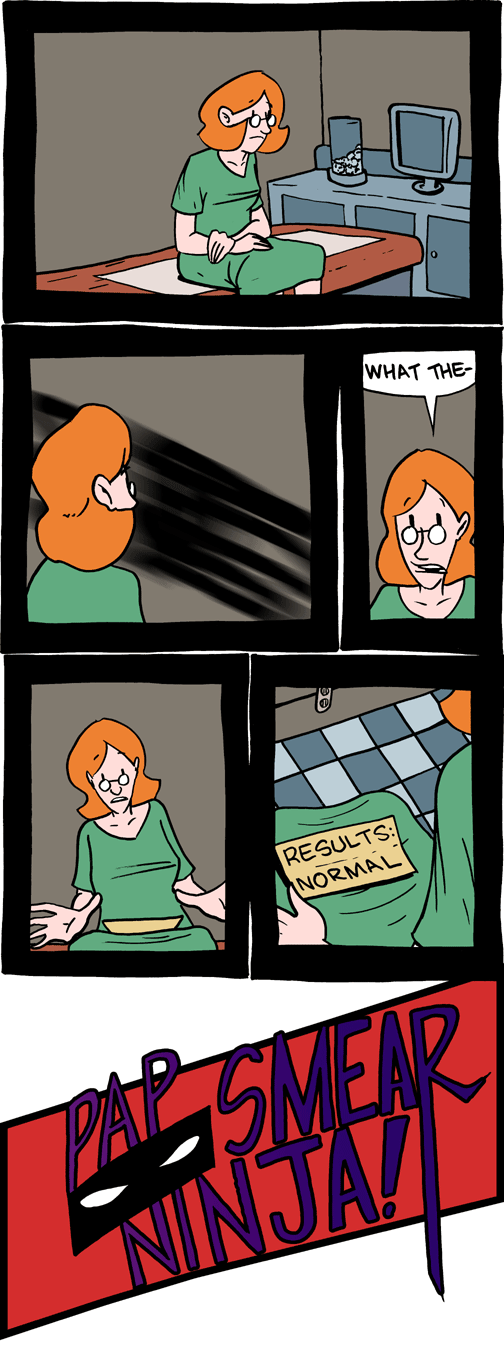 WHAT THE-
RESULTS:
NORMAL
PAP SMEAR
NINJA!